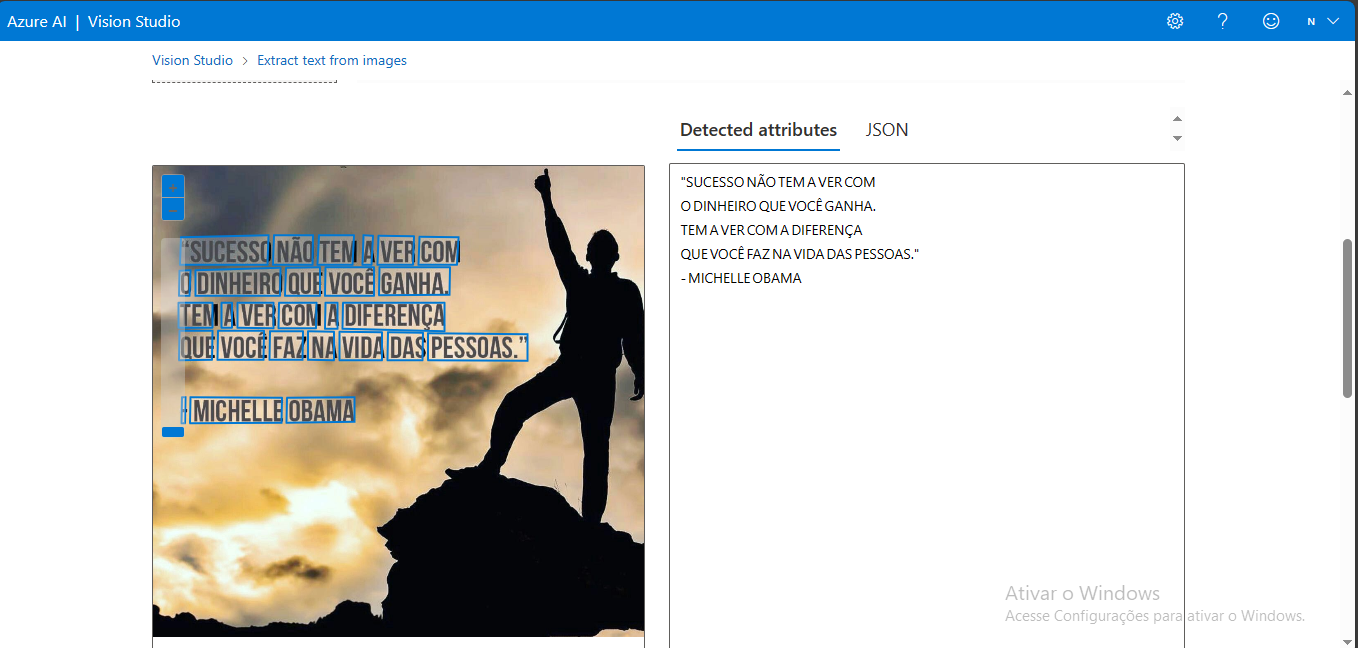 Azure AI | Vision Studio
N
Vision Studio > Extract text from images
Detected attributes
JSON
+
-
"SUCESSO NÃO TEM A VER COM
O DINHEIRO QUE VOCÊ GANHA.
TEM A VER COM A DIFERENÇA
QUE VOCÊ FAZ NA VIDA DAS PESSOAS."
- MICHELLE OBAMA
"SUCESSO NÃO TEM A VER COM
O DINHEIRO QUE VOCÊ GANHA.
TEM A VER COM A DIFERENÇA
QUE VOCÊ FAZ NA VIDA DAS PESSOAS."
- MICHELLE OBAMA
Ativar o Windows
Acesse Configurações para ativar o Windows.